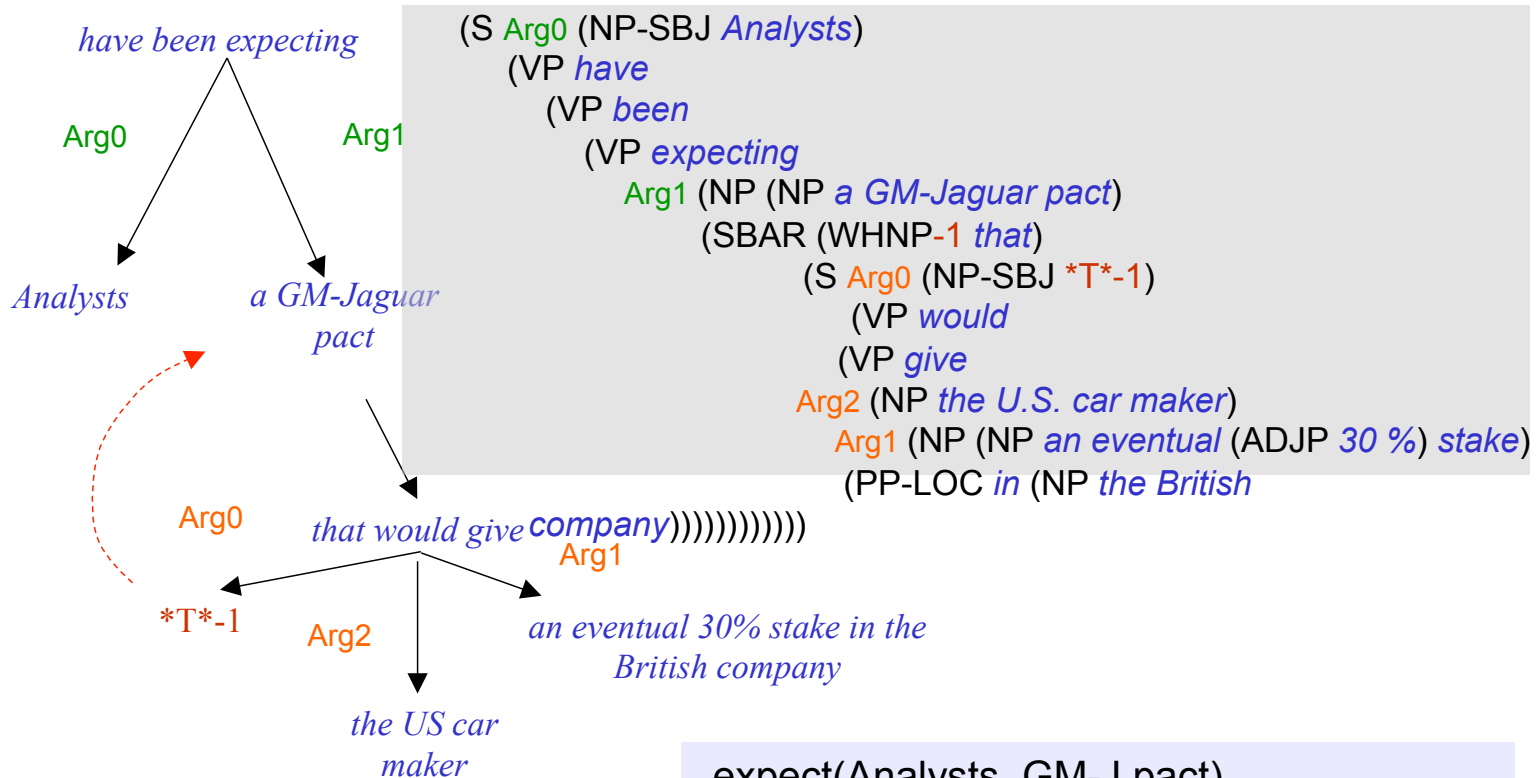 have been expecting
Arg0
Arg1
Analysts
a GM-Jaguar
pact
Arg0
that would give
Arg1
*T*-1
Arg2
an eventual 30% stake in the
British company
the US car
maker
(S Arg0 (NP-SBJ Analysts)
(VP have
(VP been
(VP expecting
Arg1 (NP (NP a GM-Jaguar pact)
(SBAR (WHNP-1 that)
(S Arg0 (NP-SBJ *T*-1)
(VP would
(VP give
Arg2 (NP the U.S. car maker)
Arg1 (NP (NP an eventual (ADJP 30 %) stake)
(PP-LOC in (NP the British
company))))))))))))
expect(Analysts, GM-J pact)